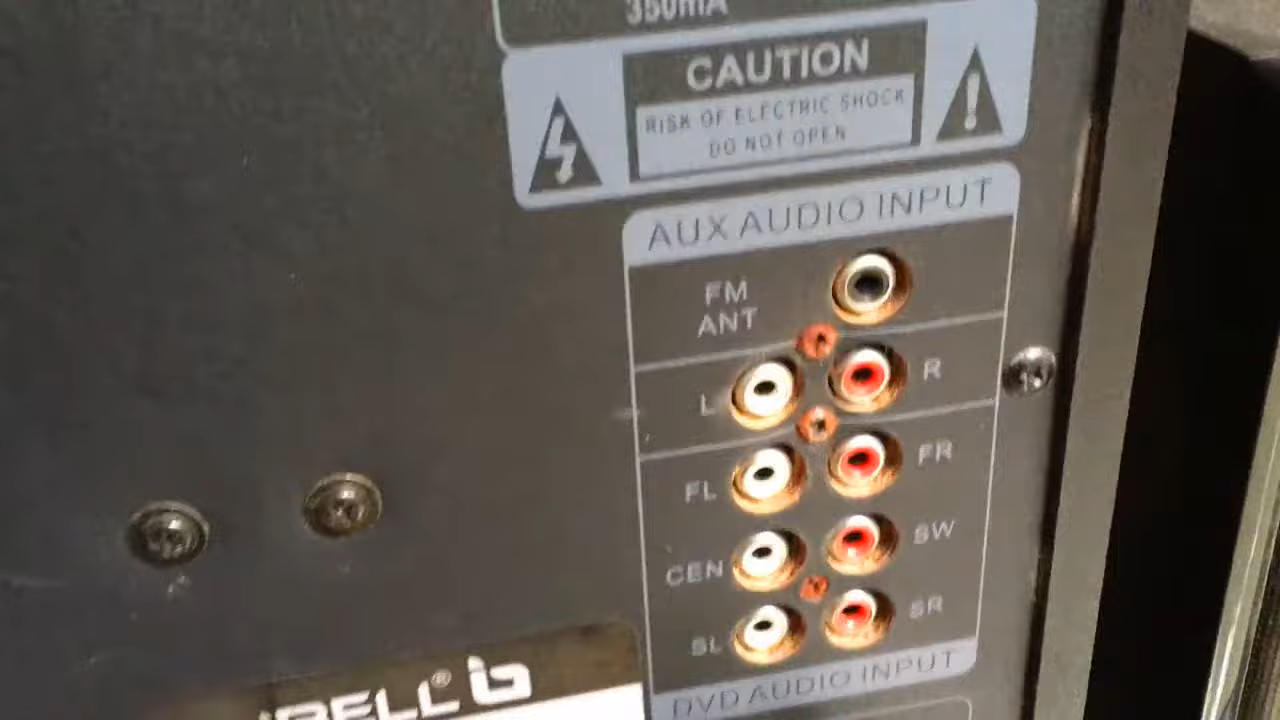 350mA
CAUTION
RISK OF ELECTRIC SHOCK
DO NOT OPEN
AUX AUDIO INPUT
FM
ANT
L
R
FL
FR
CEN
SW
SL
SR
DVD AUDIO INPUT